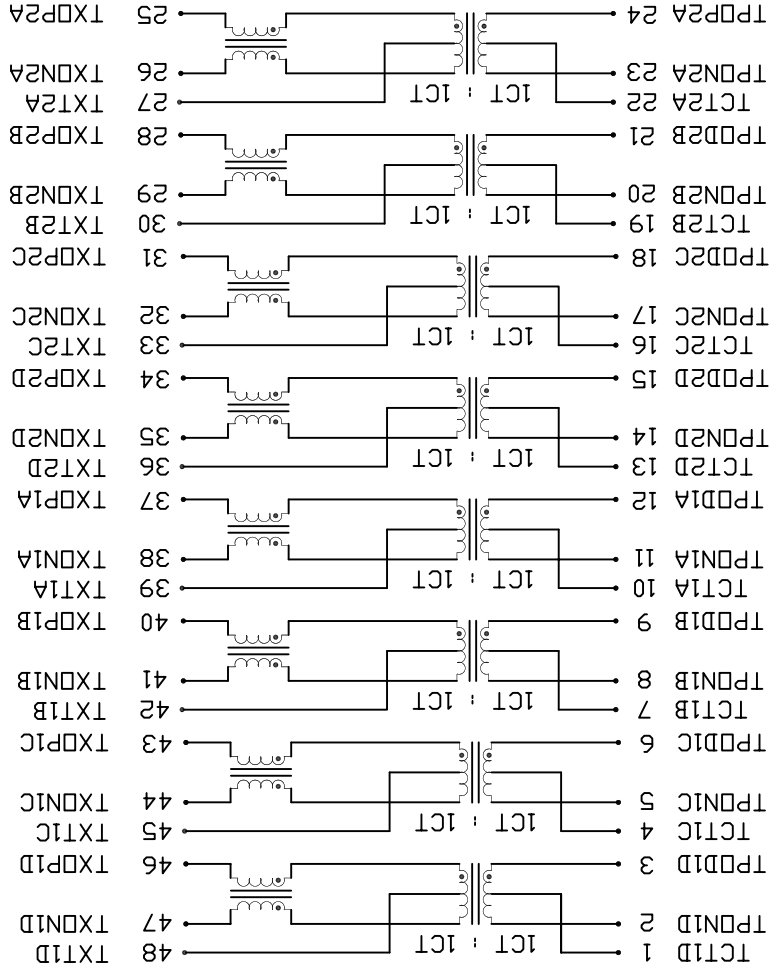 TCT1D 1 48 TXT1D
1CT : 1CT
TPON1D 2 47 TXON1D
TPOD1D 3 46 TXOP1D
TCT1C 4 45 TXT1C
1CT : 1CT
TPON1C 5 44 TXON1C
TPOD1C 6 43 TXOP1C
TCT1B 7 42 TXT1B
1CT : 1CT
TPON1B 8 41 TXON1B
TPOD1B 9 40 TXOP1B
TCT1A 10 39 TXT1A
1CT : 1CT
TPON1A 11 38 TXON1A
TPOD1A 12 37 TXOP1A
TCT2D 13 36 TXT2D
1CT : 1CT
TPON2D 14 35 TXON2D
TPOD2D 15 34 TXOP2D
TCT2C 16 33 TXT2C
1CT : 1CT
TPON2C 17 32 TXON2C
TPOD2C 18 31 TXOP2C
TCT2B 19 30 TXT2B
1CT : 1CT
TPON2B 20 29 TXON2B
TPOD2B 21 28 TXOP2B
TCT2A 22 27 TXT2A
1CT : 1CT
TPON2A 23 26 TXON2A
TPOP2A 24 25 TXOP2A